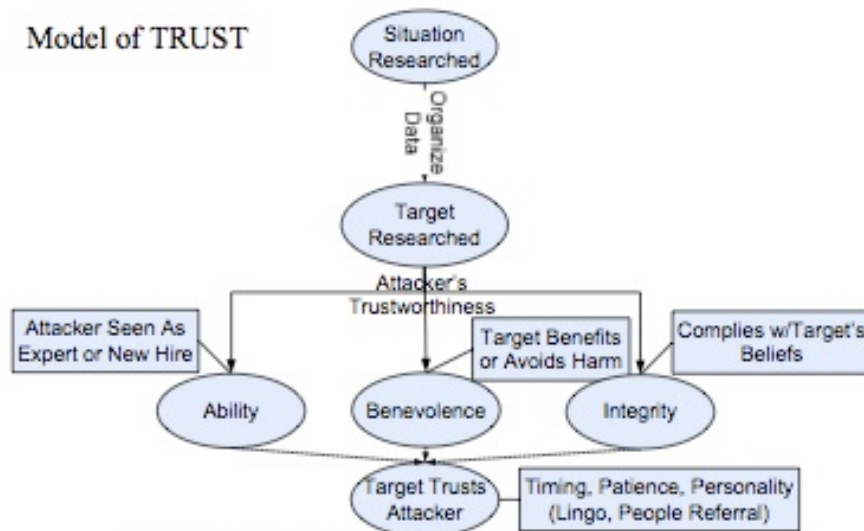 Model of TRUST
Situation
Researched
Organize
Data
Target
Researched
Attacker's
Trustworthiness
Attacker Seen As
Expert or New Hire
Target Benefits
or Avoids Harm
Complies w/Target's
Beliefs
Ability
Benevolence
Integrity
Target Trusts
Attacker
Timing, Patience, Personality
(Lingo, People Referral)